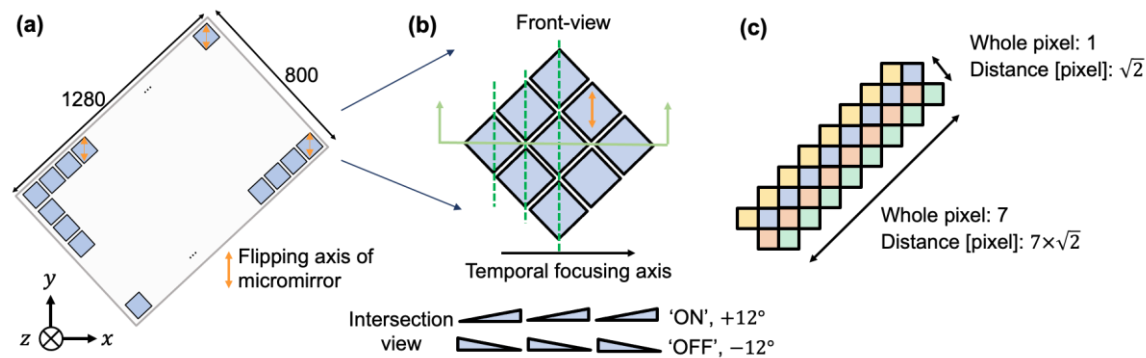 (a)
1280
800
...
...
Flipping axis of
micromirror
y
z
x
(b)
Front-view
Temporal focusing axis
Intersection
view
'ON', +12°
'OFF', −12°
(c)
Whole pixel: 1
Distance [pixel]: √2
Whole pixel: 7
Distance [pixel]: 7×√2